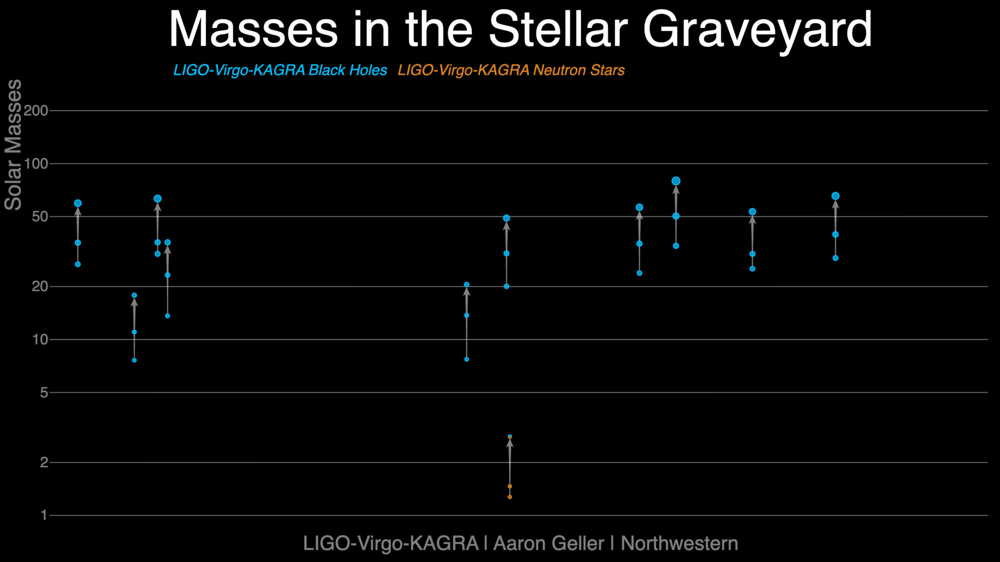 Masses in the Stellar Graveyard
LIGO-Virgo-KAGRA Black Holes LIGO-Virgo-KAGRA Neutron Stars
Solar Masses
200
100
50
20
10
5
2
1
LIGO-Virgo-KAGRA | Aaron Geller | Northwestern